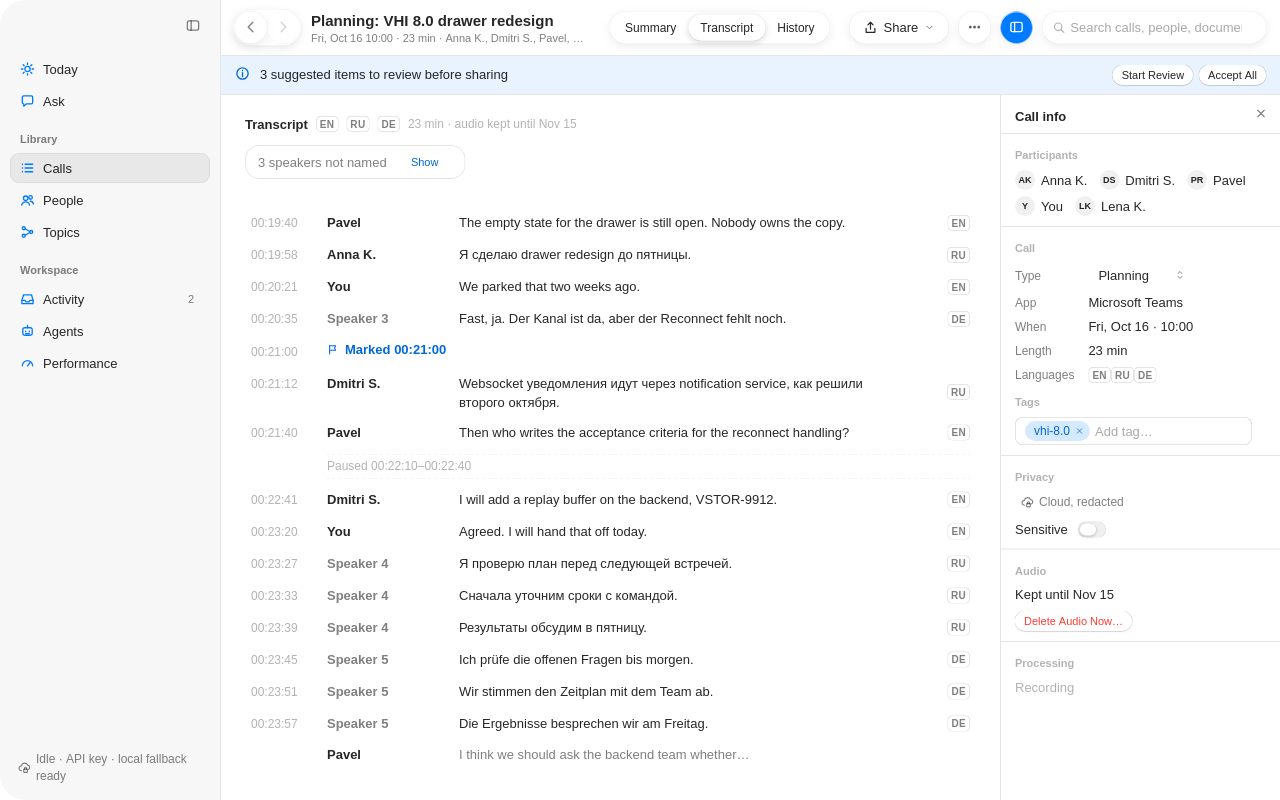 Today
Ask
Library
Calls
People
Topics
Workspace
Activity 2
Agents
Performance
Idle · API key · local fallback
ready
Planning: VHI 8.0 drawer redesign
Fri, Oct 16 10:00 · 23 min · Anna K., Dmitri S., Pavel, …
Summary Transcript History
Share
Search calls, people, docume
3 suggested items to review before sharing
Start Review Accept All
Transcript EN RU DE 23 min · audio kept until Nov 15
3 speakers not named Show
00:19:40 Pavel The empty state for the drawer is still open. Nobody owns the copy. EN
00:19:58 Anna K. Я сделаю drawer redesign до пятницы. RU
00:20:21 You We parked that two weeks ago. EN
00:20:35 Speaker 3 Fast, ja. Der Kanal ist da, aber der Reconnect fehlt noch. DE
00:21:00 Marked 00:21:00
00:21:12 Dmitri S. Websocket уведомления идут через notification service, как решили
второго октября. RU
00:21:40 Pavel Then who writes the acceptance criteria for the reconnect handling? EN
Paused 00:22:10–00:22:40
00:22:41 Dmitri S. I will add a replay buffer on the backend, VSTOR-9912. EN
00:23:20 You Agreed. I will hand that off today. EN
00:23:27 Speaker 4 Я проверю план перед следующей встречей. RU
00:23:33 Speaker 4 Сначала уточним сроки с командой. RU
00:23:39 Speaker 4 Результаты обсудим в пятницу. RU
00:23:45 Speaker 5 Ich prüfe die offenen Fragen bis morgen. DE
00:23:51 Speaker 5 Wir stimmen den Zeitplan mit dem Team ab. DE
00:23:57 Speaker 5 Die Ergebnisse besprechen wir am Freitag. DE
Pavel I think we should ask the backend team whether…
Call info
Participants
AK Anna K. DS Dmitri S. PR Pavel
Y You LK Lena K.
Call
Type Planning
App Microsoft Teams
When Fri, Oct 16 · 10:00
Length 23 min
Languages EN RU DE
Tags
vhi-8.0 × Add tag…
Privacy
Cloud, redacted
Sensitive
Audio
Kept until Nov 15
Delete Audio Now…
Processing
Recording